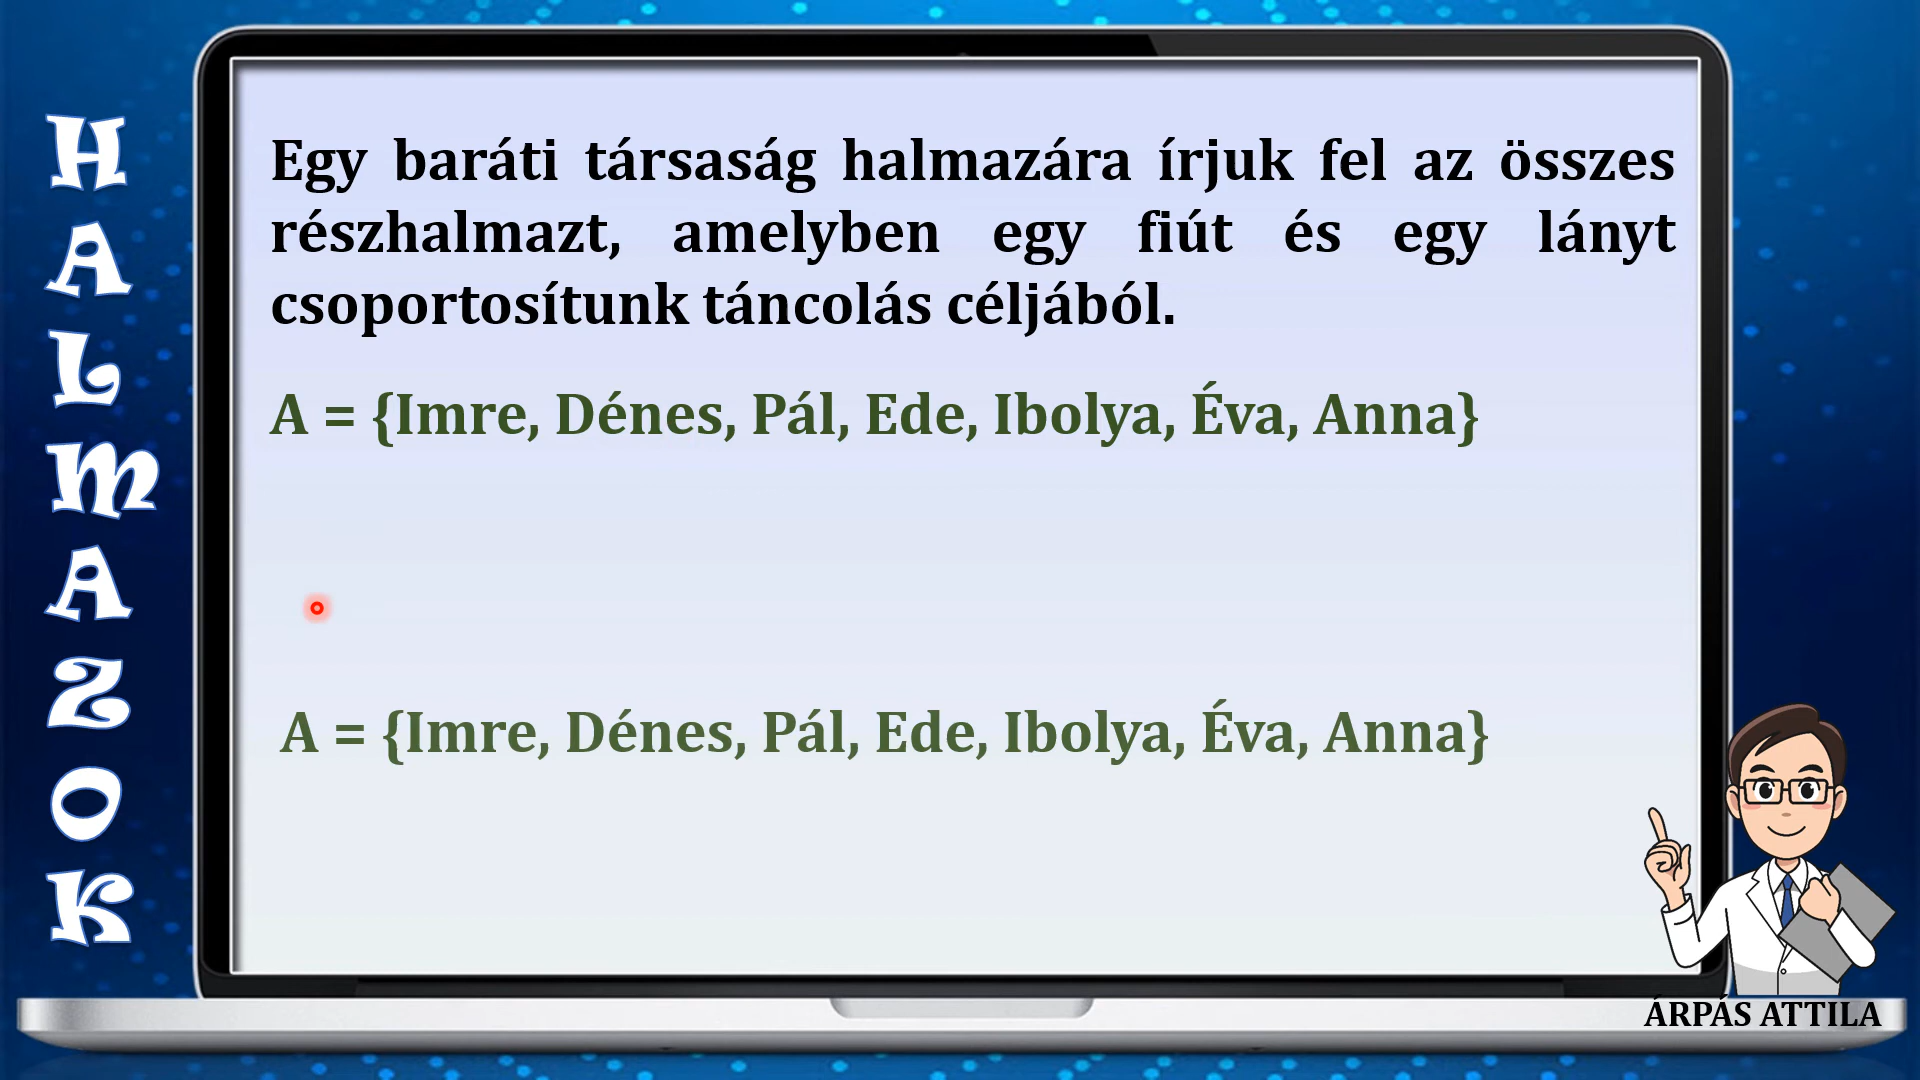 HALMAZOK
Egy baráti társaság halmazára írjuk fel az összes
részhalmazt, amelyben egy fiút és egy lányt
csoportosítunk táncolás céljából.
A = {Imre, Dénes, Pál, Ede, Ibolya, Éva, Anna}
A = {Imre, Dénes, Pál, Ede, Ibolya, Éva, Anna}
ÁRPÁS ATTILA